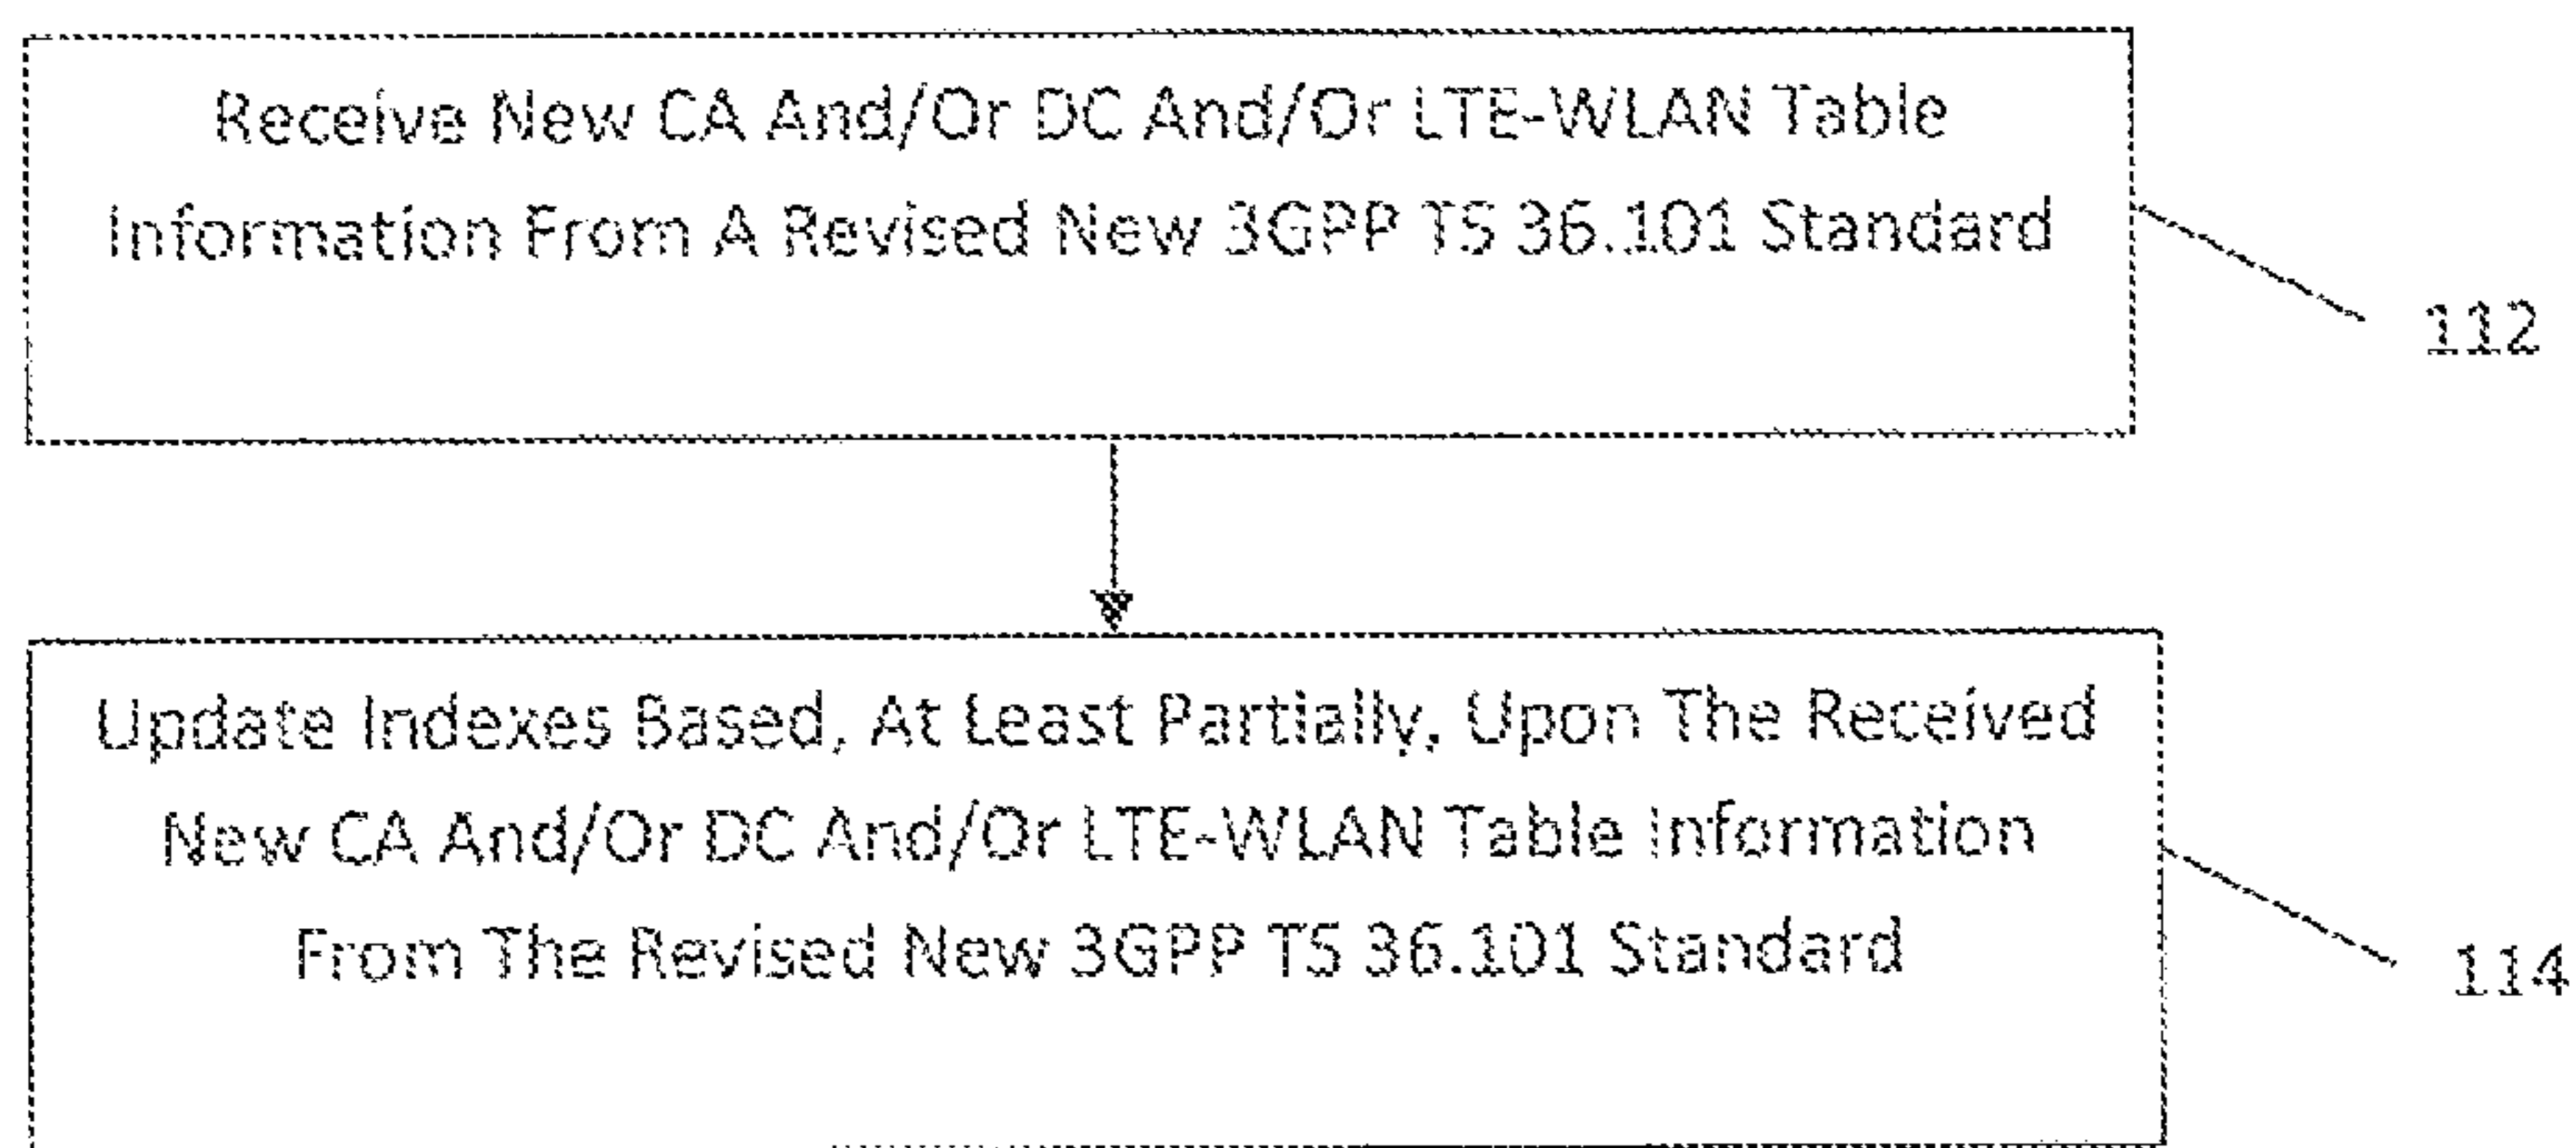 Receive New CA And/Or DC And/Or LTE-WLAN Table
Information From A Revised New 3GPP TS 36.101 Standard
112
Update Indexes Based, At Least Partially, Upon The Received
New CA And/Or DC And/Or LTE-WLAN Table Information
From The Revised New 3GPP TS 36.101 Standard
114